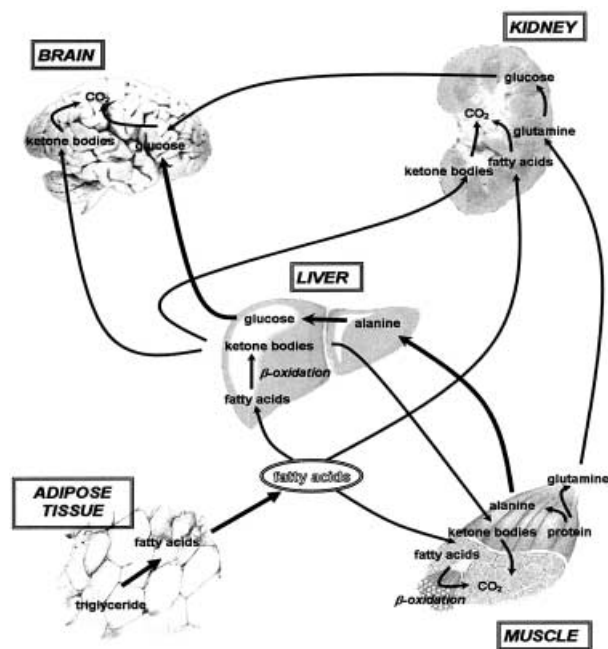 KIDNEY
BRAIN
glucose
CO₂
CO₂
glutamine
ketone bodies
glucose
fatty acids
ketone bodies
LIVER
glucose
alanine
ketone bodies
β-oxidation
fatty acids
fatty acids
glutamine
ADIPOSE
TISSUE
alanine
ketone bodies
protein
fatty acids
fatty acids
CO₂
triglyceride
β-oxidation
MUSCLE